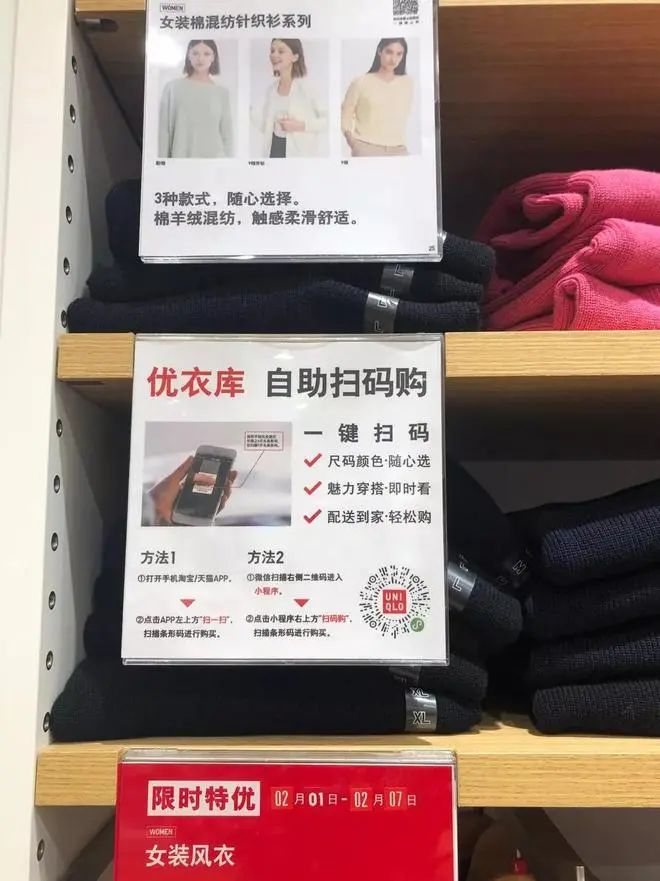 WOMEN
女装棉混纺针织衫系列
3种款式，随心选择。
棉羊绒混纺，触感柔滑舒适。
25
L
L
优衣库 自助扫码购
一键扫码
尺码颜色·随心选
魅力穿搭·即时看
配送到家·轻松购
方法1
①打开手机淘宝/天猫APP。
②点击APP左上方"扫一扫"，
扫描条形码进行购买。
方法2
①微信扫描右侧二维码进入
小程序。
②点击小程序右上方"扫码购"，
扫描条形码进行购买。
UNI
QLO
L
M
XL
XL
限时特优 02月01日-02月07日
WOMEN
女装风衣